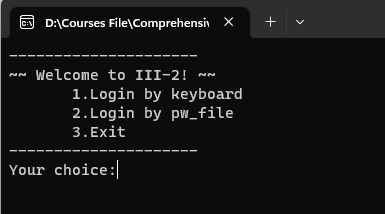 D:\Courses File\Comprehensiv
---------------------
~~ Welcome to III-2! ~~
1.Login by keyboard
2.Login by pw_file
3.Exit
---------------------
Your choice: